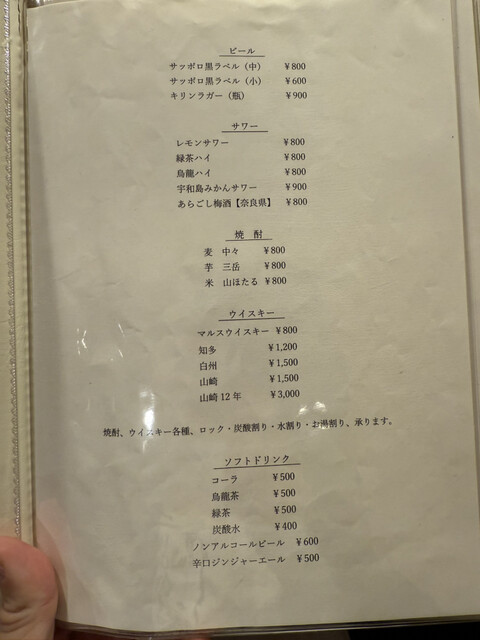 ビール
サッポロ黒ラベル（中） ￥800
サッポロ黒ラベル（小） ￥600
キリンラガー（瓶） ￥900
サワー
レモンサワー ￥800
緑茶ハイ ￥800
烏龍ハイ ￥800
宇和島みかんサワー ￥900
あらごし梅酒【奈良県】 ￥800
焼 酎
麦 中々 ￥800
芋 三岳 ￥800
米 山ほたる ￥800
ウイスキー
マルスウイスキー ￥800
知多 ￥1,200
白州 ￥1,500
山崎 ￥1,500
山崎 12 年 ￥3,000
焼酎、ウイスキー各種、ロック・炭酸割り・水割り・お湯割り、承ります。
ソフトドリンク
コーラ ￥500
烏龍茶 ￥500
緑茶 ￥500
炭酸水 ￥400
ノンアルコールビール ￥600
辛口ジンジャーエール ￥500